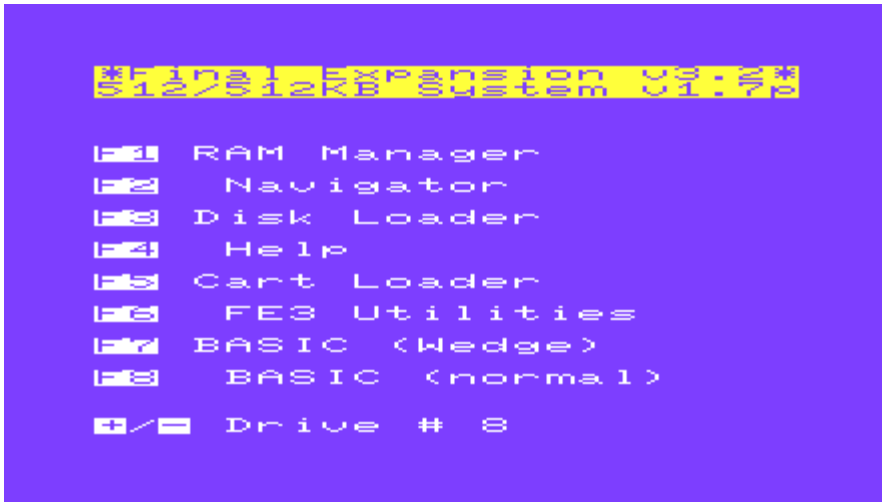 *Final Expansion v3.2*
512/512KB System v1.7p
F1 RAM Manager
F2 Navigator
F3 Disk Loader
F4 Help
F5 Cart Loader
F6 FE3 Utilities
F7 BASIC (Wedge)
F8 BASIC (normal)
+/- Drive # 8